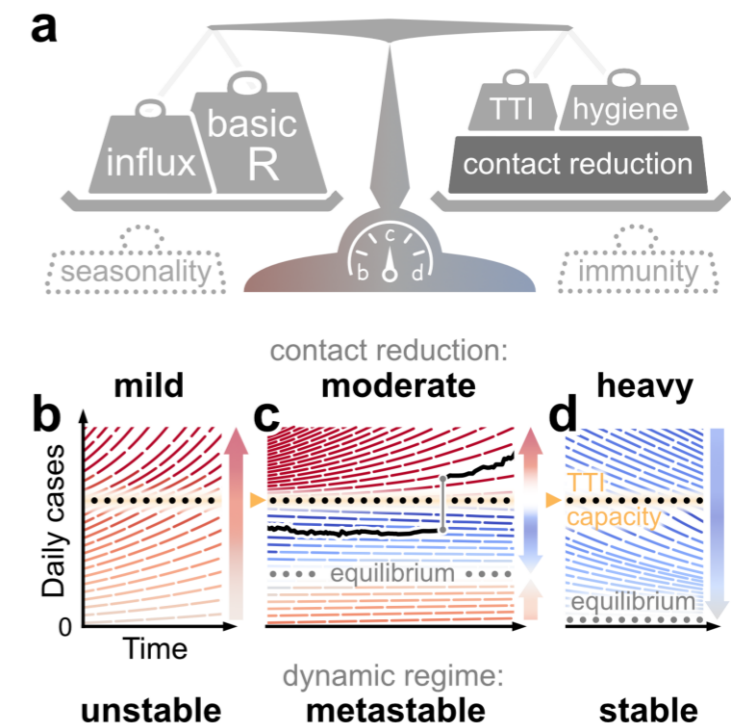 a
influx
basic
R
TTI
hygiene
contact reduction
seasonality
b
c
d
immunity
contact reduction:
mild
moderate
heavy
b
c
d
Daily cases
TTI
capacity
equilibrium
equilibrium
0
Time
dynamic regime:
unstable
metastable
stable